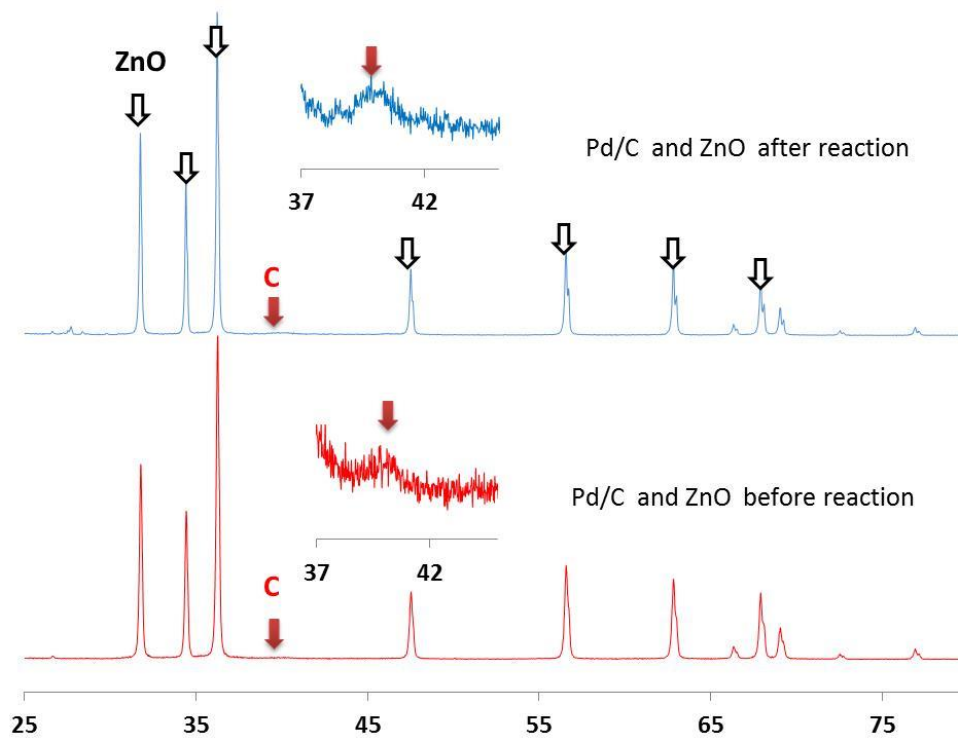 ZnO
37 42
Pd/C and ZnO after reaction
C
37 42
Pd/C and ZnO before reaction
C
25 35 45 55 65 75